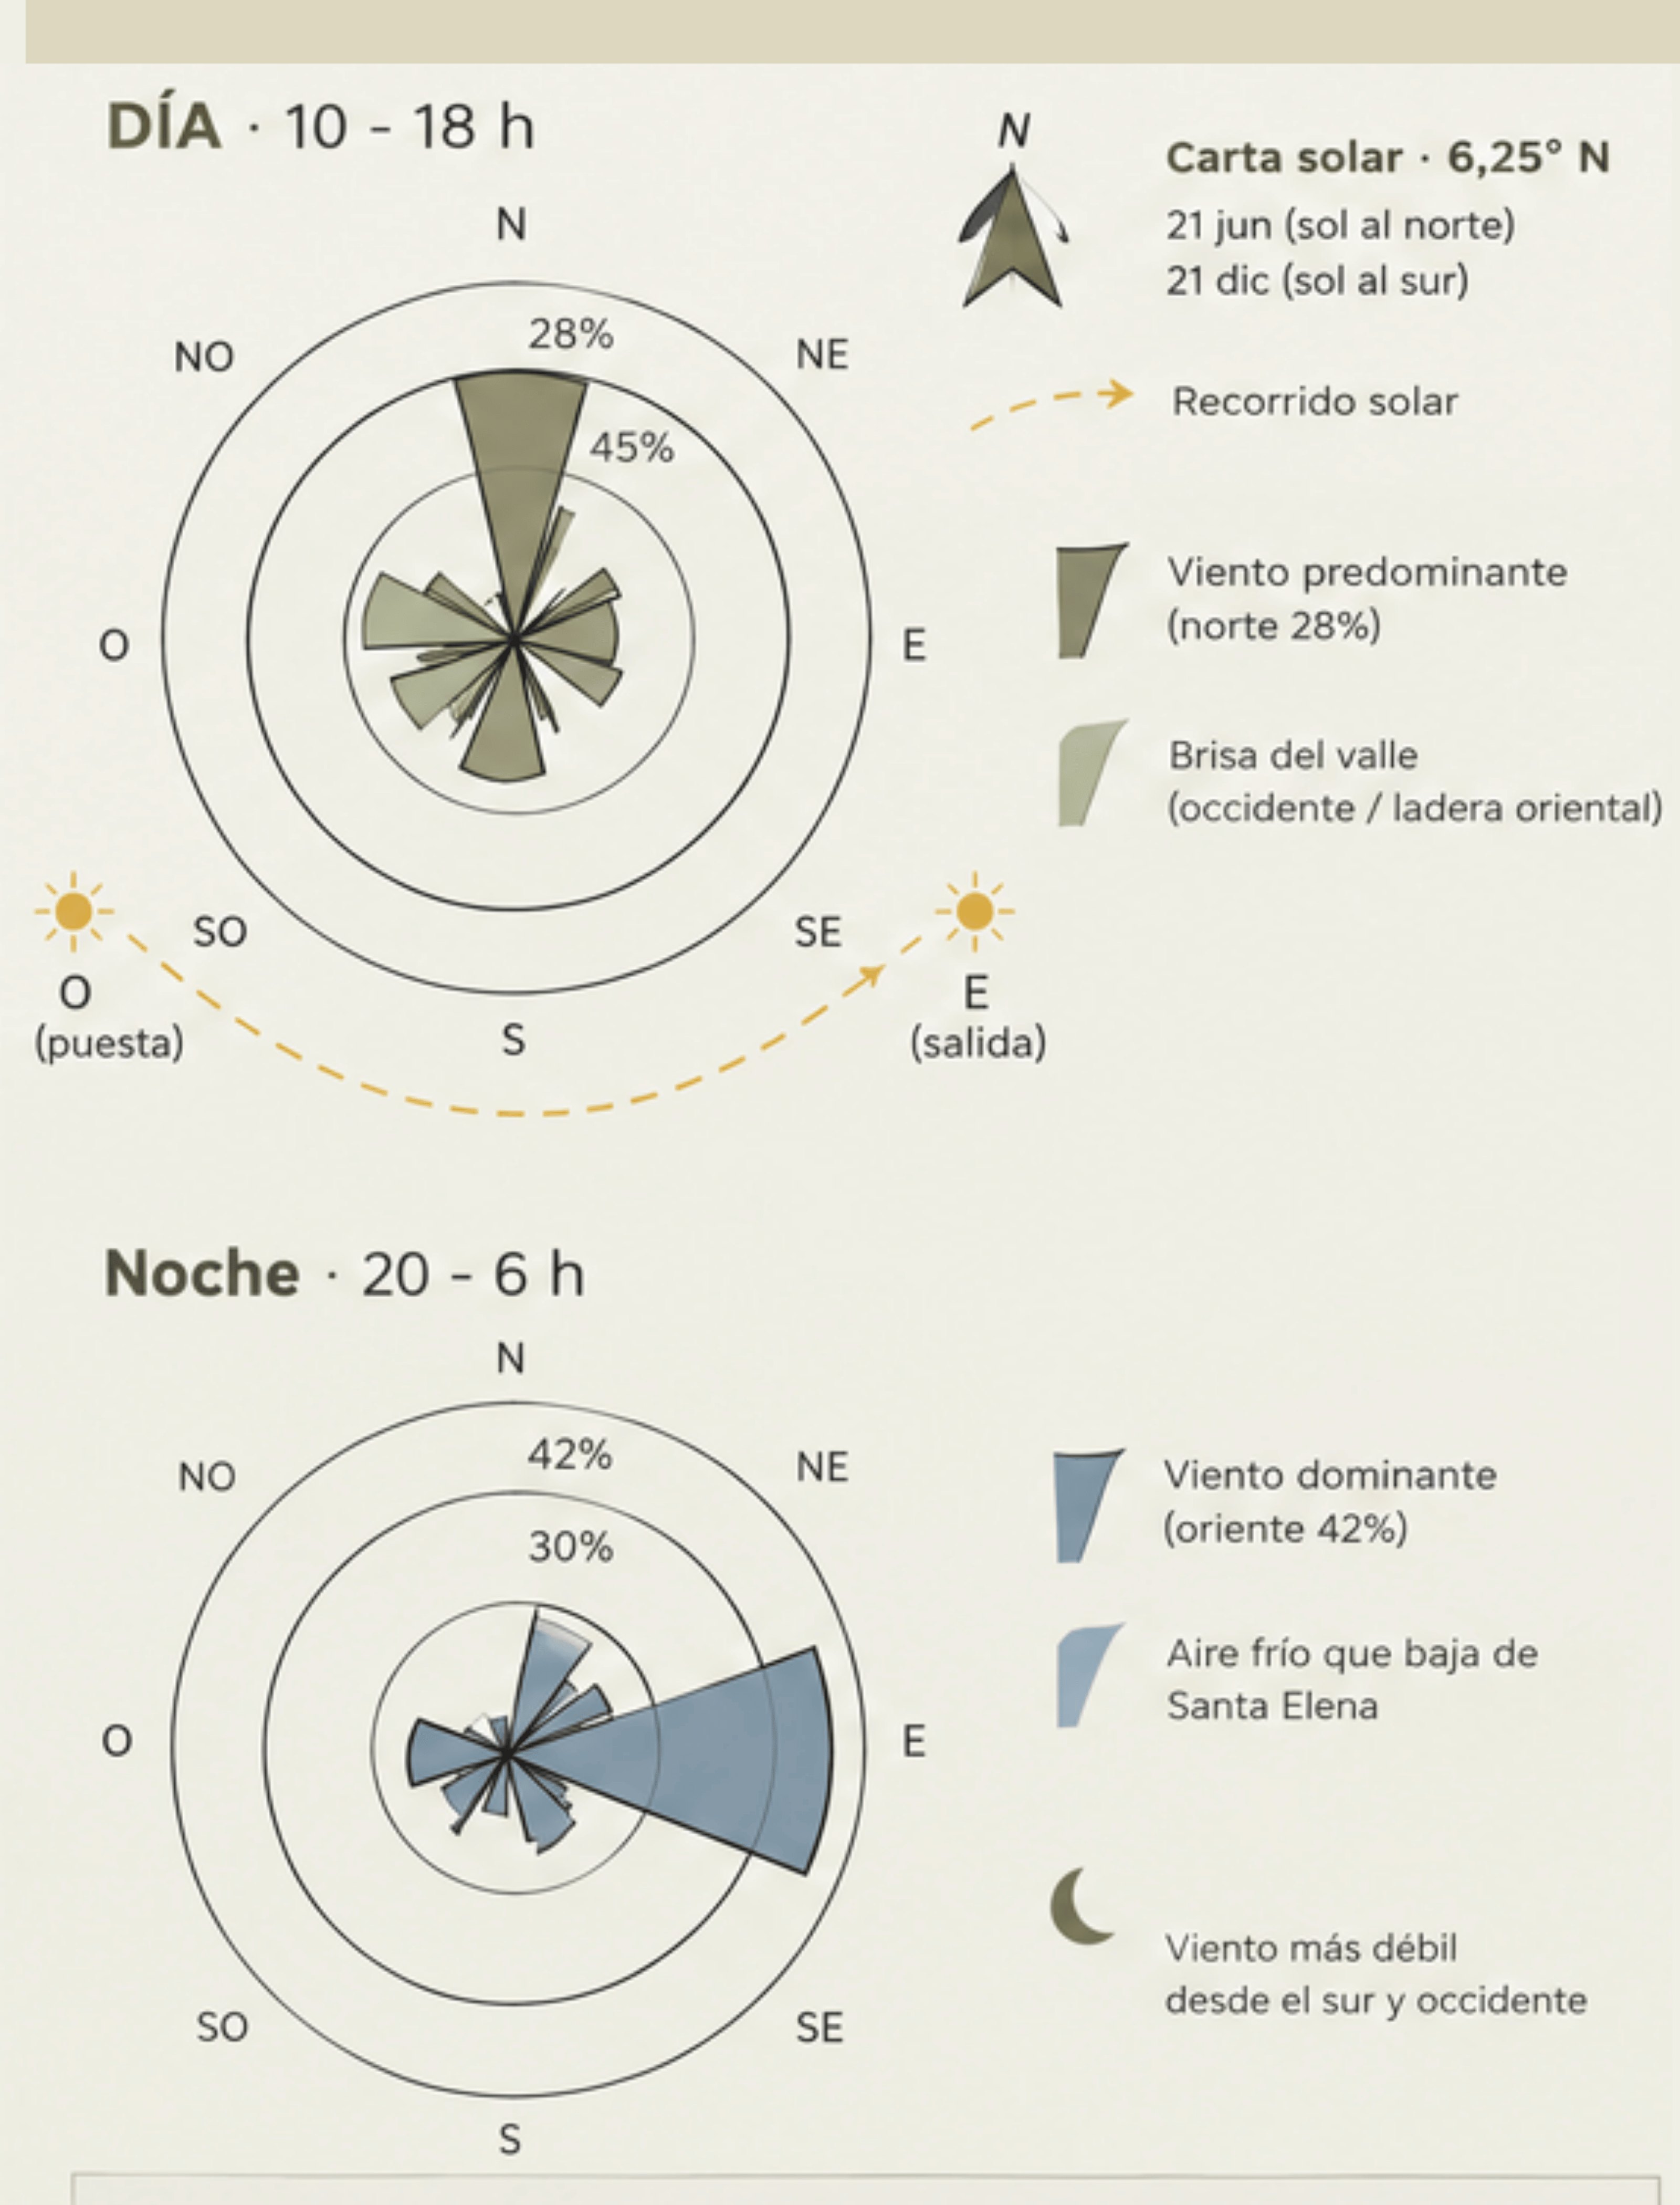 DÍA · 10 - 18 h
N
28%
45%
NO
NE
O
E
SO
SE
S
O
(puesta)
E
(salida)
N
Carta solar · 6,25° N
21 jun (sol al norte)
21 dic (sol al sur)
Recorrido solar
Viento predominante
(norte 28%)
Brisa del valle
(occidente / ladera oriental)
Noche · 20 - 6 h
N
42%
30%
NO
NE
O
E
SO
SE
S
Viento dominante
(oriente 42%)
Aire frío que baja de
Santa Elena
Viento más débil
desde el sur y occidente